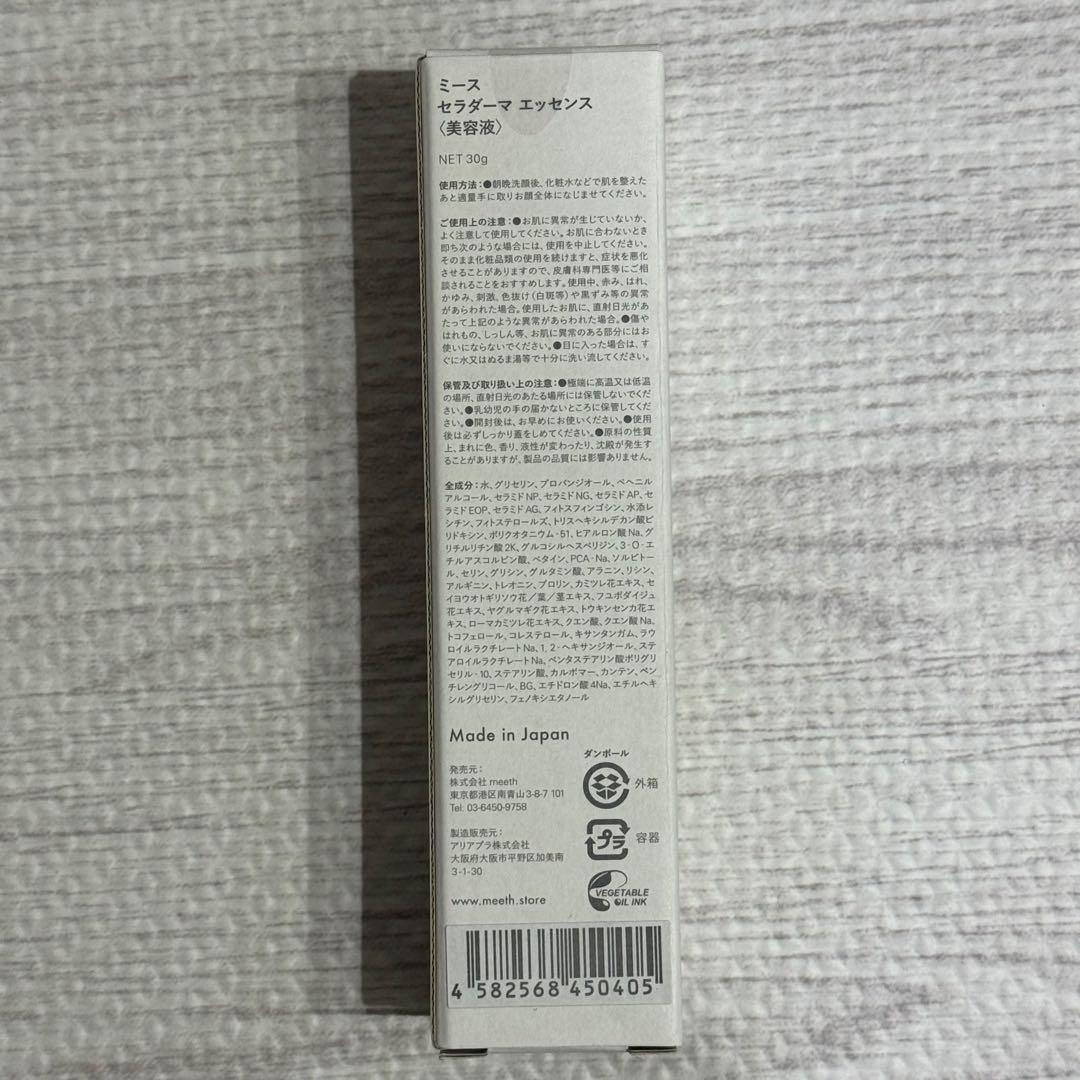 ミース
セラダーマ エッセンス
〈美容液〉
NET 30g
使用方法：●朝晩洗顔後、化粧水などで肌を整えた
あと適量手に取りお顔全体になじませてください。
ご使用上の注意：●お肌に異常が生じていないか、
よく注意して使用してください。お肌に合わないとき
即ち次のような場合には、使用を中止してください。
そのまま化粧品類の使用を続けますと、症状を悪化
させることがありますので、皮膚科専門医等にご相
談されることをおすすめします。使用中、赤み、はれ、
かゆみ、刺激、色抜け(白斑等)や黒ずみ等の異常
があらわれた場合。使用したお肌に、直射日光があ
たって上記のような異常があらわれた場合。●傷や
はれもの、しっしん等、お肌に異常のある部分にはお
使いにならないでください。●目に入った場合は、す
ぐに水又はぬるま湯等で十分に洗い流してください。
保管及び取り扱い上の注意：●極端に高温又は低温
の場所、直射日光のあたる場所には保管しないでくだ
さい。●乳幼児の手の届かないところに保管してくだ
さい。●開封後は、お早めにお使いください。●使用
後は必ずしっかり蓋をしめてください。●原料の性質
上、まれに色、香り、液性が変わったり、沈殿が発生す
ることがありますが、製品の品質には影響ありません。
全成分：水、グリセリン、プロパンジオール、ベヘニル
アルコール、セラミドNP、セラミドNG、セラミドAP、セ
ラミドEOP、セラミドAG、フィトスフィンゴシン、水添レ
シチン、フィトステロールズ、トリスヘキシルデカン酸ピ
リドキシン、ポリクオタニウム-51、ヒアルロン酸Na、グ
リチルリチン酸2K、グルコシルヘスペリジン、3-O-エ
チルアスコルビン酸、ベタイン、PCA-Na、ソルビトー
ル、セリン、グリシン、グルタミン酸、アラニン、リシン、
アルギニン、トレオニン、プロリン、カミツレ花エキス、セ
イヨウオトギリソウ花／葉／茎エキス、フユボダイジュ
花エキス、ヤグルマギク花エキス、トウキンセンカ花エ
キス、ローマカミツレ花エキス、クエン酸、クエン酸Na、
トコフェロール、コレステロール、キサンタンガム、ラウ
ロイルラクチレートNa、1,2-ヘキサンジオール、ステ
アロイルラクチレートNa、ペンタステアリン酸ポリグリ
セリル-10、ステアリン酸、カルボマー、カンテン、ペン
チレングリコール、BG、エチドロン酸4Na、エチルヘキ
シルグリセリン、フェノキシエタノール
Made in Japan
発売元：
株式会社 meeth
東京都港区南青山3-8-7 101
Tel: 03-6450-9758
製造販売元：
アリアプラ株式会社
大阪府大阪市平野区加美南
3-1-30
www.meeth.store
ダンボール
外箱
プラ
容器
VEGETABLE
OIL INK
4 582568 450405